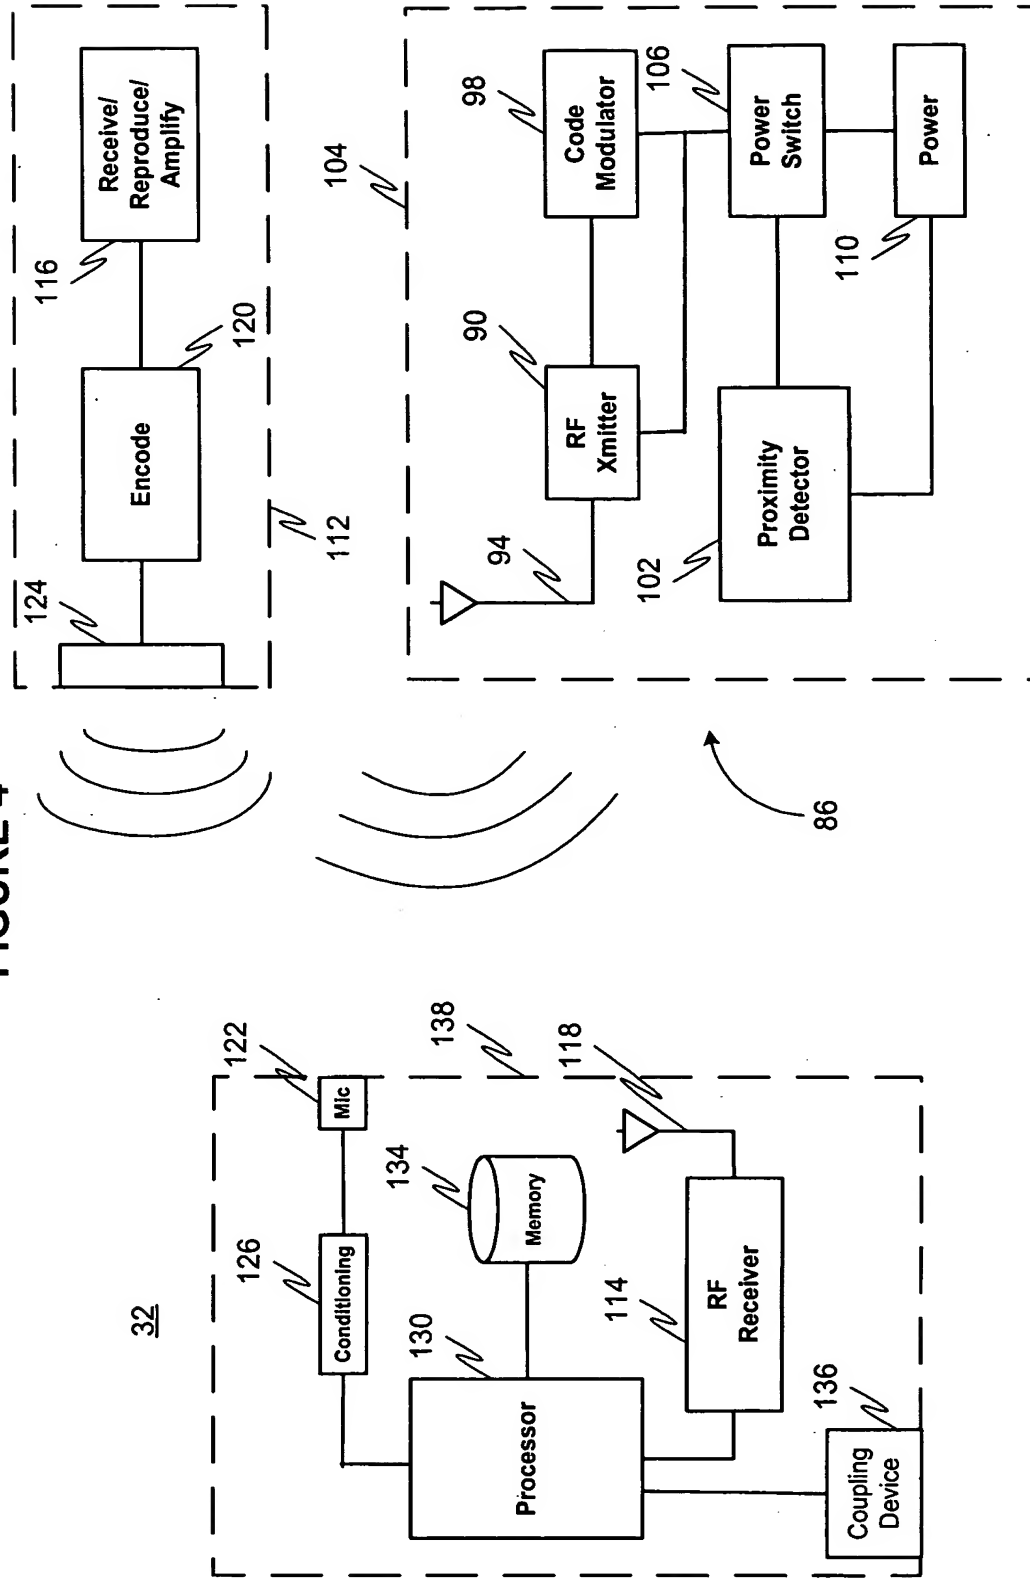 FIGURE 4
32
122
Mic
126
Conditioning
138
134
Memory
130
Processor
118
114
RF
Receiver
136
Coupling
Device
124
116
Receive/
Reproduce/
Amplify
120
Encode
112
104
98
Code
Modulator
90
RF
Xmitter
94
106
Power
Switch
102
Proximity
Detector
110
Power
86